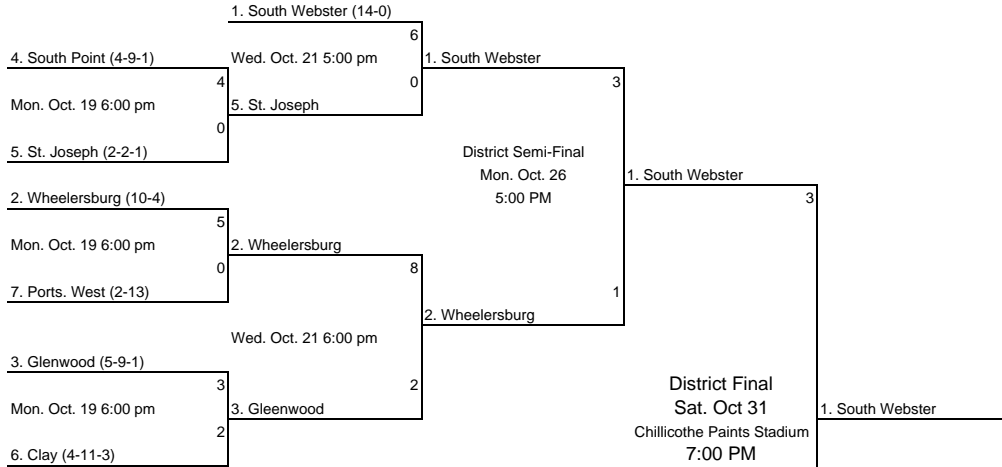 1. South Webster (14-0)
6
4. South Point (4-9-1)
Wed. Oct. 21 5:00 pm
1. South Webster
4
0
3
Mon. Oct. 19 6:00 pm
5. St. Joseph
0
5. St. Joseph (2-2-1)
District Semi-Final
Mon. Oct. 26
5:00 PM
1. South Webster
3
2. Wheelersburg (10-4)
5
Mon. Oct. 19 6:00 pm
2. Wheelersburg
0
8
7. Ports. West (2-13)
1
2. Wheelersburg
Wed. Oct. 21 6:00 pm
3. Glenwood (5-9-1)
3
2
Mon. Oct. 19 6:00 pm
3. Gleenwood
2
6. Clay (4-11-3)
District Final
Sat. Oct 31
1. South Webster
Chillicothe Paints Stadium
7:00 PM